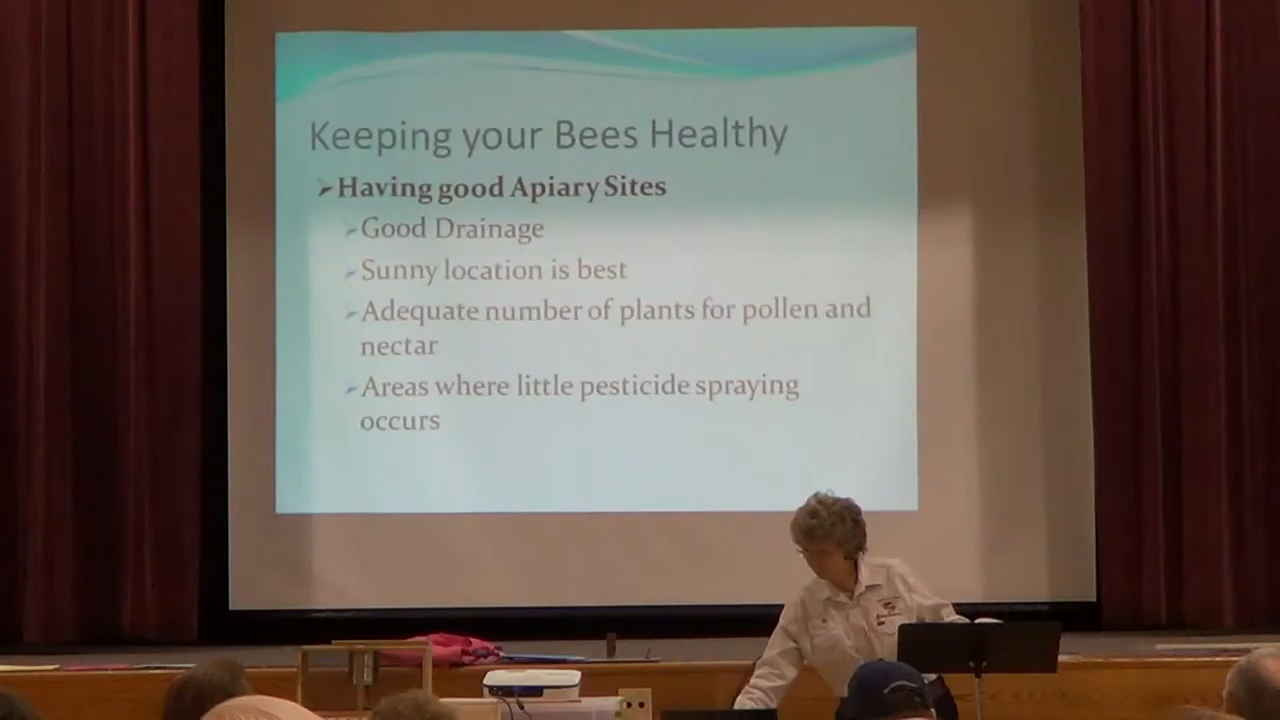 Keeping your Bees Healthy
Having good Apiary Sites
Good Drainage
Sunny location is best
Adequate number of plants for pollen and
nectar
Areas where little pesticide spraying
occurs